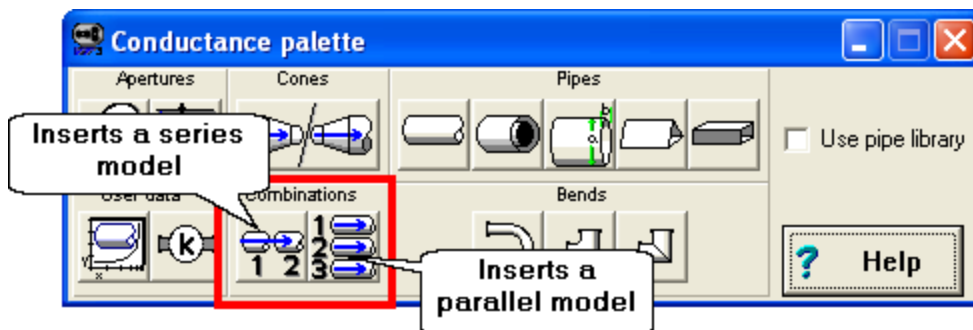 Conductance palette
Apertures
Cones
Pipes
Inserts a series
model
Use pipe library
User data
Combinations
Bends
k
1 2
1
2
3
a
b
y
x
Inserts a
parallel model
? Help